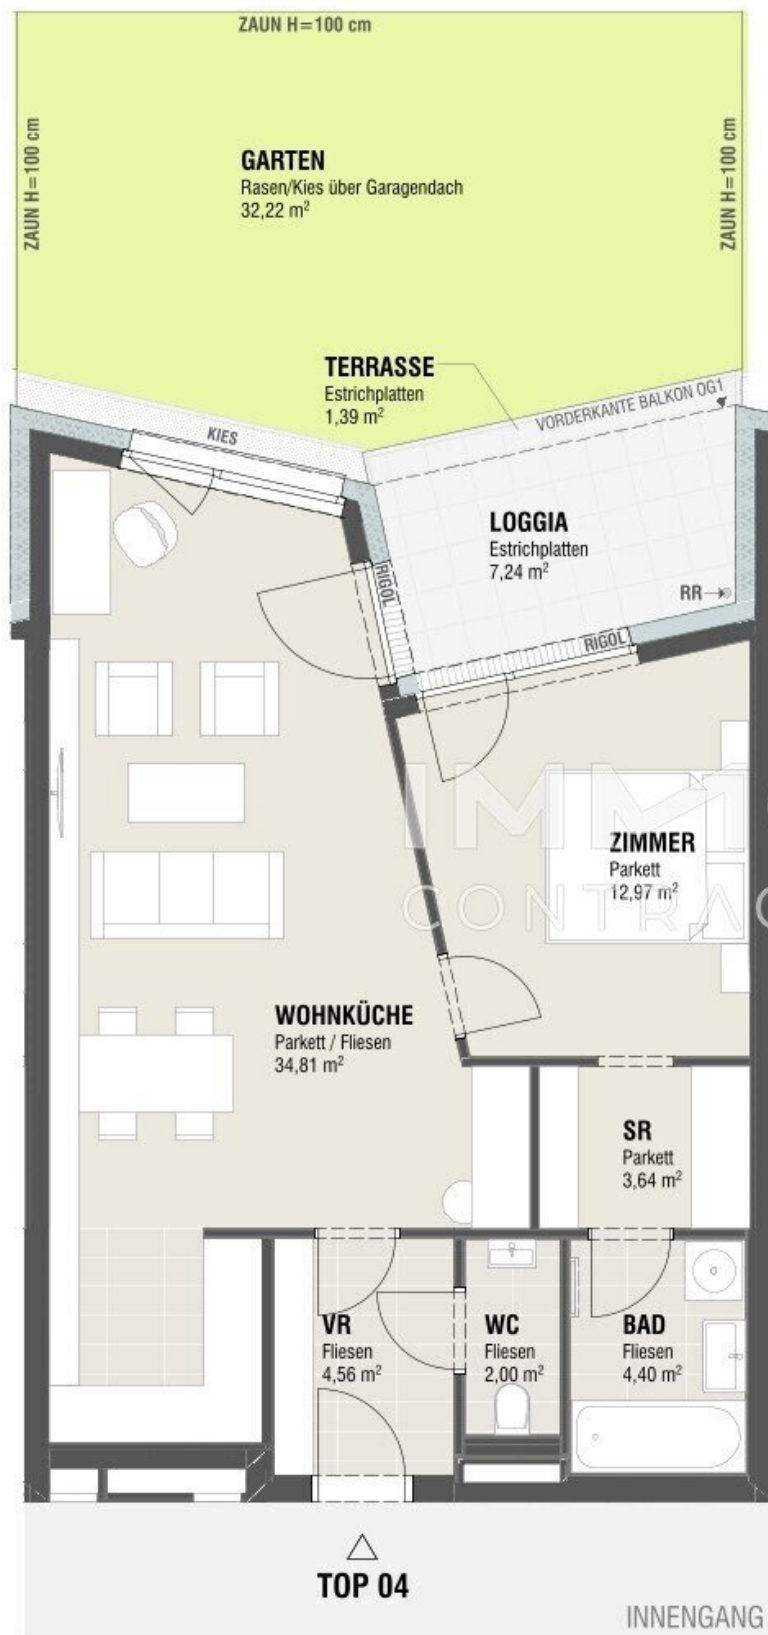 ZAUN H=100 cm
ZAUN H=100 cm
ZAUN H=100 cm
GARTEN
Rasen/Kies über Garagendach
32,22 m²
TERRASSE
Estrichplatten
1,39 m²
VORDERKANTE BALKON OG1
KIES
LOGGIA
Estrichplatten
7,24 m²
RIGOL
RR
RIGOL
IMM
CONTRAC
ZIMMER
Parkett
12,97 m²
WOHNKÜCHE
Parkett / Fliesen
34,81 m²
SR
Parkett
3,64 m²
VR
Fliesen
4,56 m²
WC
Fliesen
2,00 m²
BAD
Fliesen
4,40 m²
TOP 04
INNENGANG